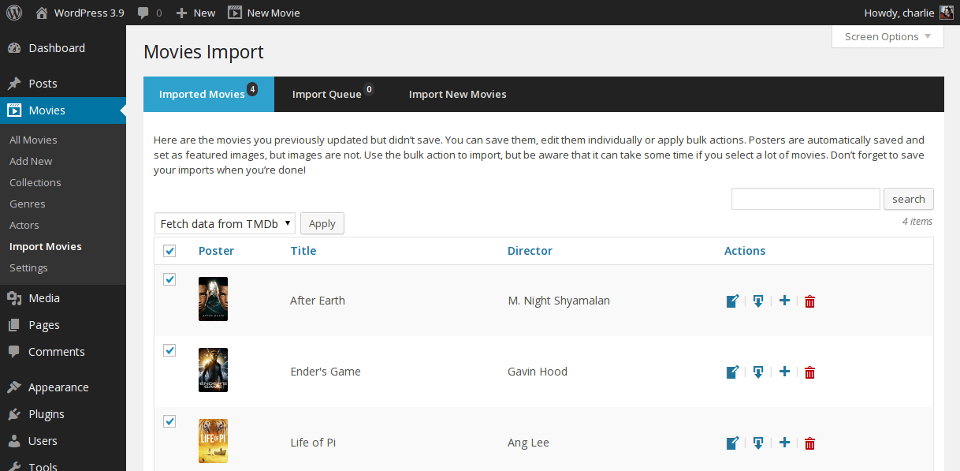 WordPress 3.9 0 New New Movie Howdy, charlie
Screen Options
Dashboard
Posts
Movies
All Movies
Add New
Collections
Genres
Actors
Import Movies
Settings
Media
Pages
Comments
Appearance
Plugins
Users
Tools
Movies Import
Imported Movies 4 Import Queue 0 Import New Movies
Here are the movies you previously updated but didn't save. You can save them, edit them individually or apply bulk actions. Posters are automatically saved and
set as featured images, but images are not. Use the bulk action to import, but be aware that it can take some time if you select a lot of movies. Don't forget to save
your imports when you're done!
search
Fetch data from TMDb Apply 4 items
Poster Title Director Actions
After Earth M. Night Shyamalan
Ender's Game Gavin Hood
LIFE OF PI
Life of Pi Ang Lee